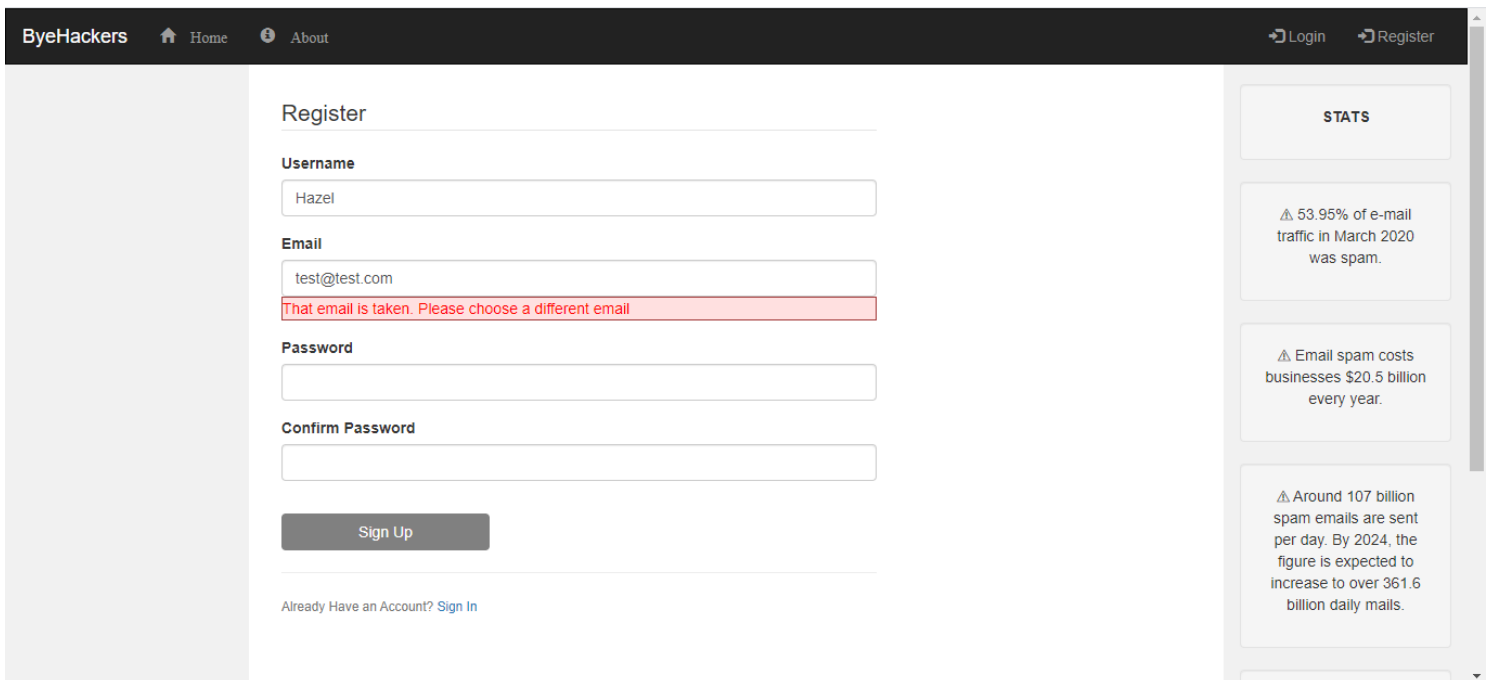 ByeHackers Home About Login Register
Register
Username
Hazel
Email
test@test.com
That email is taken. Please choose a different email
Password
Confirm Password
Sign Up
Already Have an Account? Sign In
STATS
⚠ 53.95% of e-mail
traffic in March 2020
was spam.
⚠ Email spam costs
businesses $20.5 billion
every year.
⚠ Around 107 billion
spam emails are sent
per day. By 2024, the
figure is expected to
increase to over 361.6
billion daily mails.